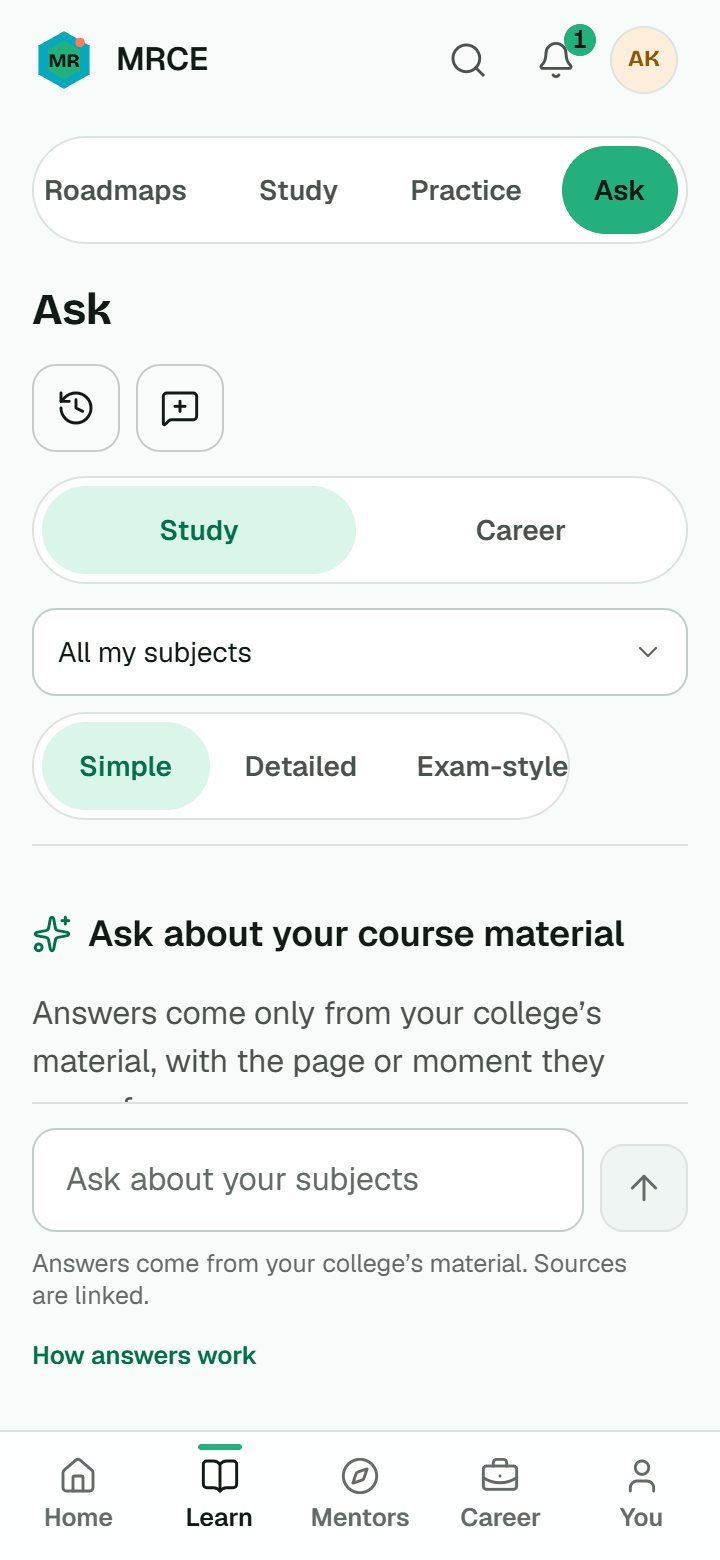 MR
MRCE
1
AK
Roadmaps
Study
Practice
Ask
Ask
Study
Career
All my subjects
Simple
Detailed
Exam-style
Ask about your course material
Answers come only from your college’s
material, with the page or moment they
Ask about your subjects
Answers come from your college’s material. Sources
are linked.
How answers work
Home
Learn
Mentors
Career
You